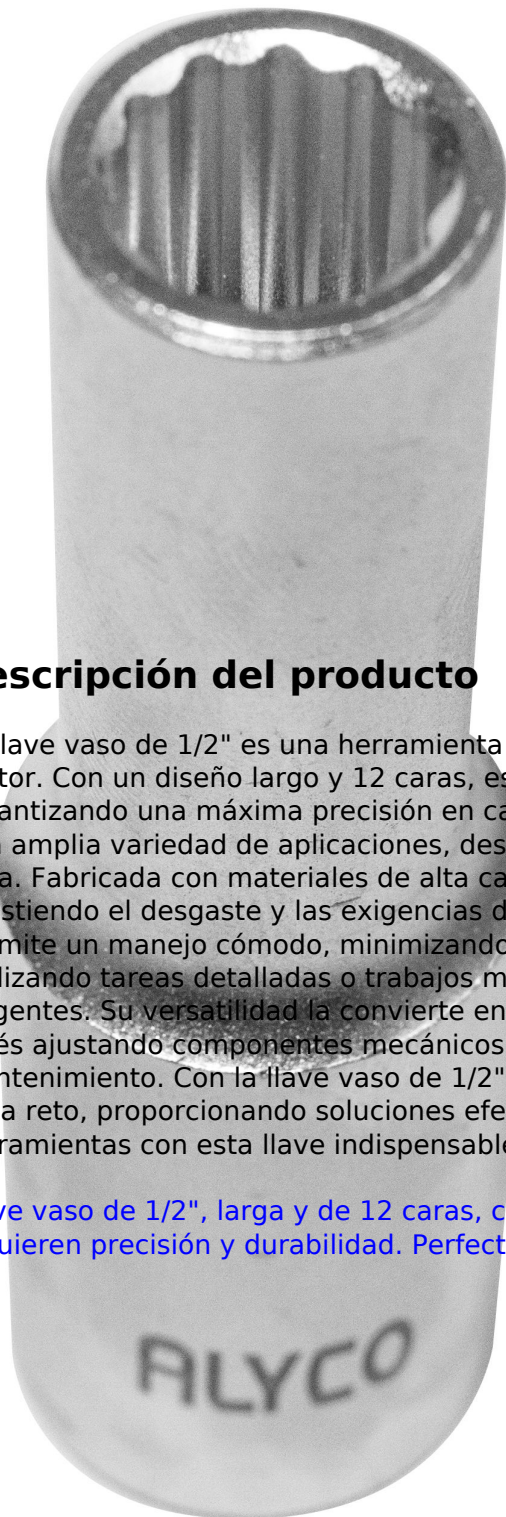 escripción del producto
lave vaso de 1/2" es una herramienta
tor. Con un diseño largo y 12 caras, es
antizando una máxima precisión en ca
amplia variedad de aplicaciones, des
a. Fabricada con materiales de alta ca
stiendo el desgaste y las exigencias d
mite un manejo cómodo, minimizando
lizando tareas detalladas o trabajos m
gentes. Su versatilidad la convierte en
és ajustando componentes mecánicos
ntenimiento. Con la llave vaso de 1/2"
a reto, proporcionando soluciones efe
ramientas con esta llave indispensable
ve vaso de 1/2", larga y de 12 caras, c
uieren precisión y durabilidad. Perfect
ALYCO